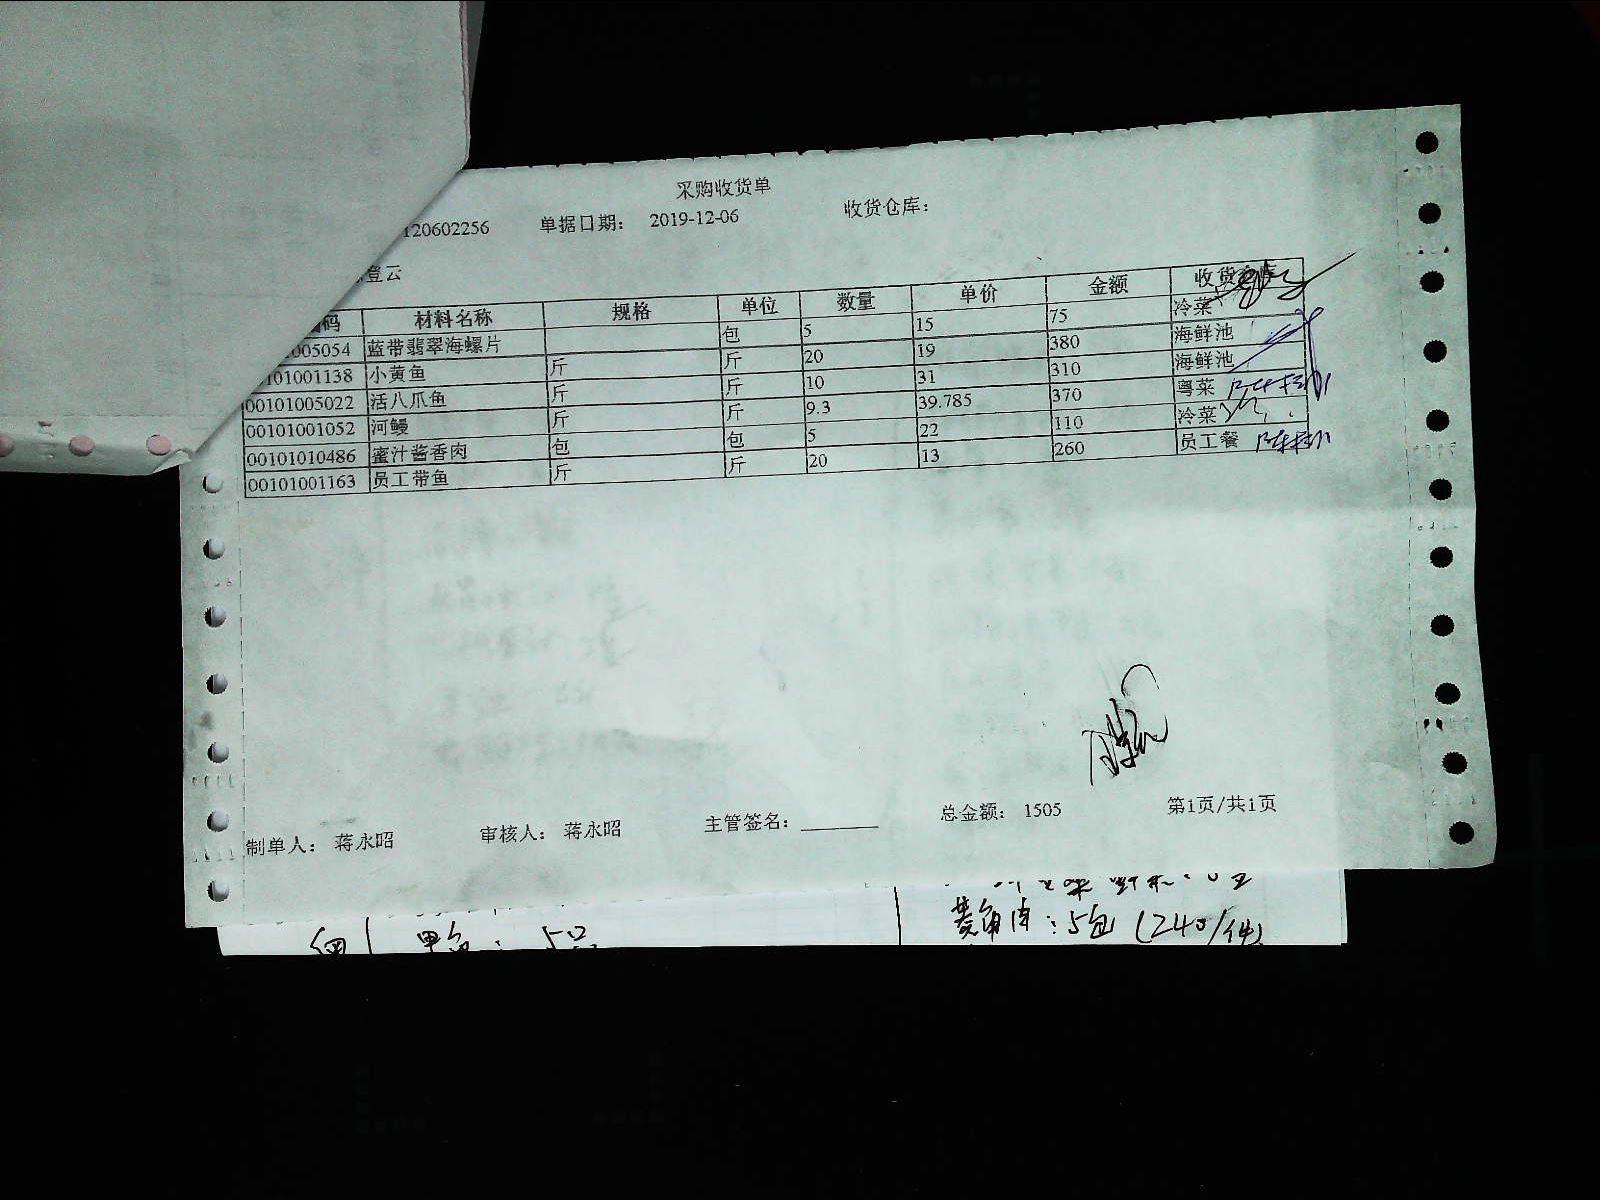 采购收货单
120602256 单据日期： 2019-12-06 收货仓库：
登云
码 材料名称 规格 单位 数量 单价 金额 收货仓库
005054 蓝带翡翠海螺片 包 5 15 75 冷菜
0101001138 小黄鱼 斤 斤 20 19 380 海鲜池
00101005022 活八爪鱼 斤 斤 10 31 310 海鲜池
00101001052 河鳗 斤 斤 9.3 39.785 370 粤菜
00101010486 蜜汁酱香肉 包 包 5 22 110 冷菜
00101001163 员工带鱼 斤 斤 20 13 260 员工餐
制单人： 蒋永昭 审核人： 蒋永昭 主管签名： 总金额： 1505 第1页/共1页
：5包（240/件）